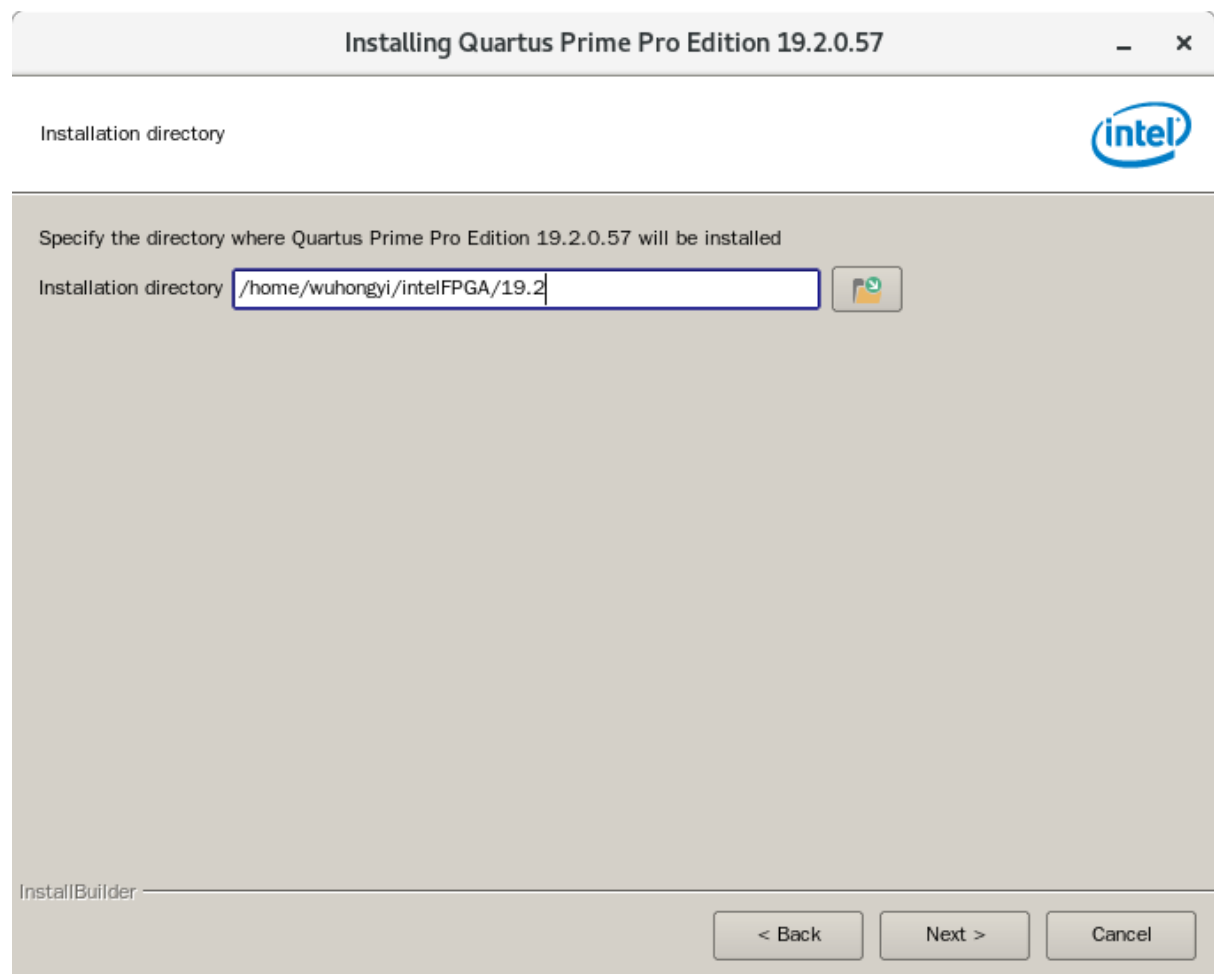 Installing Quartus Prime Pro Edition 19.2.0.57
Installation directory
intel
Specify the directory where Quartus Prime Pro Edition 19.2.0.57 will be installed
Installation directory /home/wuhongyi/intelFPGA/19.2
InstallBuilder
< Back Next > Cancel